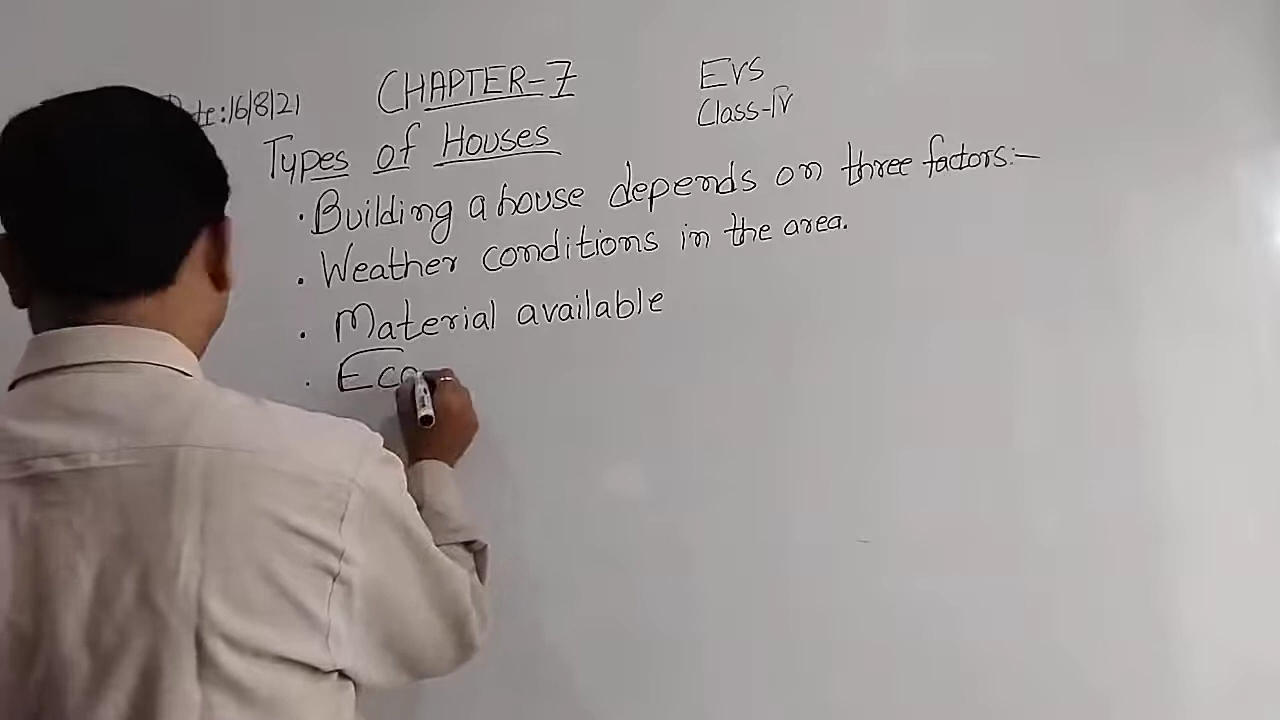 Date:16/8/21
CHAPTER-7
EVS
Class-IV
Types of Houses
. Building a house depends on three factors:-
. Weather conditions in the area.
. Material available
. Eco